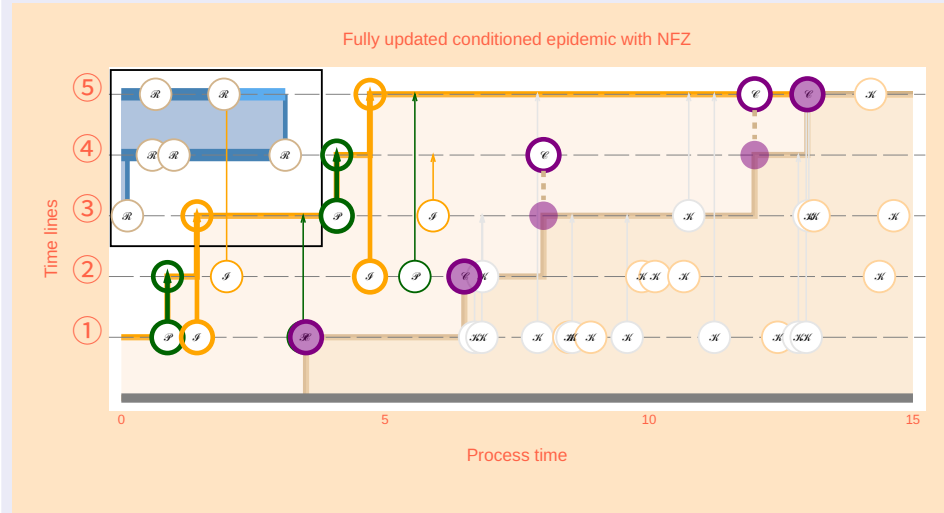 Fully updated conditioned epidemic with NFZ
⑤ R R C C K
④ R R R C
Time lines
③ R P I K K K K
② I I P C K K K K K
① P I K K K K K K K K K K K
0 5 10 15
Process time